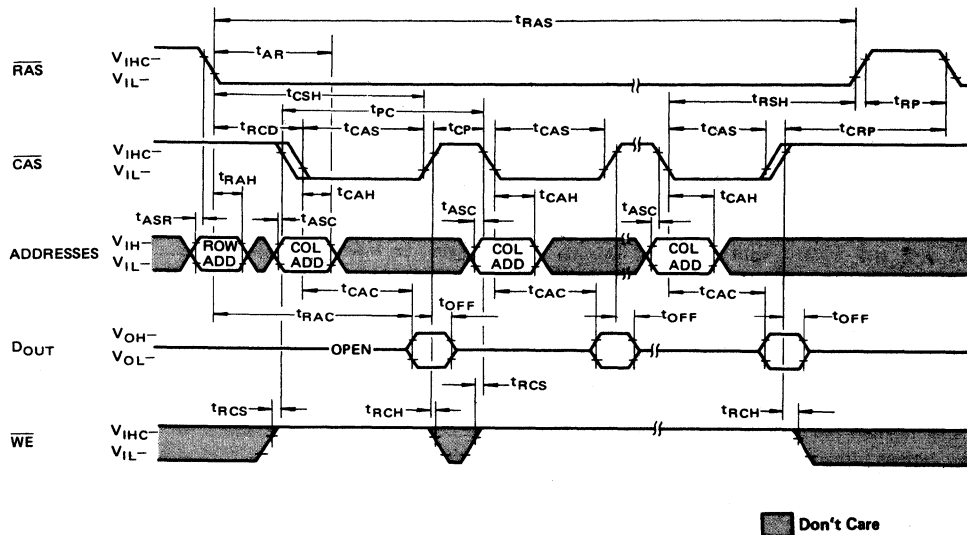 tRAS
tAR
RAS
VIHC
VIL
tCSH
tPC
tRSH
tRP
tRCD
tCAS
tCP
tCAS
tCAS
tCRP
CAS
VIHC
VIL
tRAH
tCAH
tCAH
tCAH
tASR
tASC
tASC
tASC
ADDRESSES
VIH
VIL
ROW ADD
COL ADD
COL ADD
COL ADD
tCAC
tCAC
tCAC
tRAC
tOFF
tOFF
tOFF
DOUT
VOH
VOL
OPEN
tRCS
tRCS
tRCH
tRCH
WE
VIHC
VIL
Don't Care